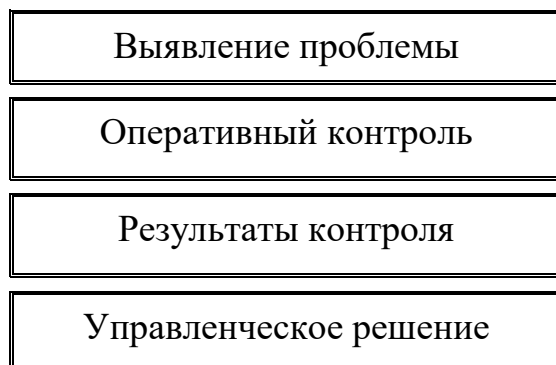 Выявление проблемы
Оперативный контроль
Результаты контроля
Управленческое решение